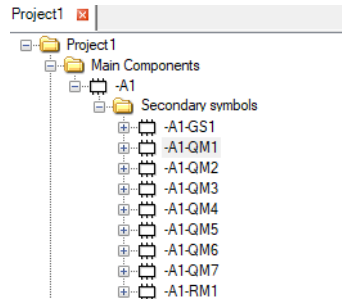 Project1
Project1
Main Components
-A1
Secondary symbols
-A1-GS1
-A1-QM1
-A1-QM2
-A1-QM3
-A1-QM4
-A1-QM5
-A1-QM6
-A1-QM7
-A1-RM1